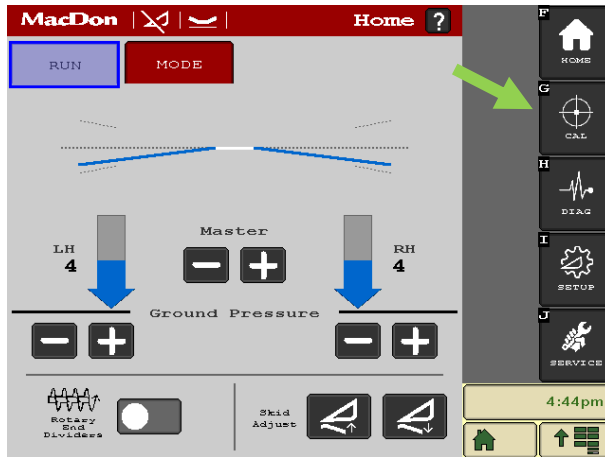 MacDon
Home ?
RUN
MODE
F
HOME
G
CAL
H
DIAG
I
SETUP
J
SERVICE
Master
LH
4
RH
4
Ground Pressure
Rotary
End
Dividers
Skid
Adjust
4:44pm